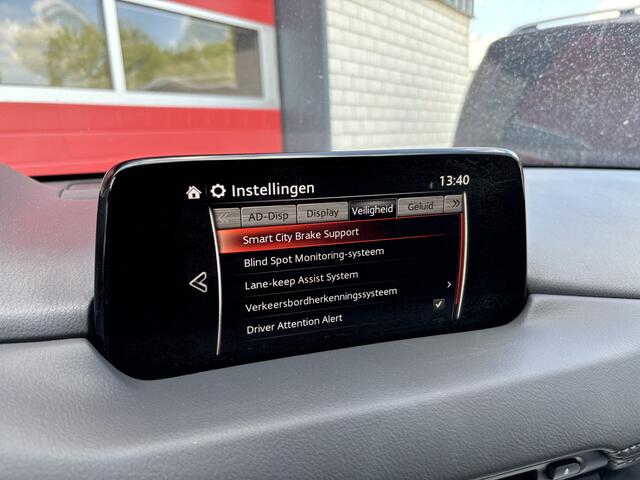 Instellingen
13:40
AD-Disp Display Veiligheid Geluid
Smart City Brake Support
Blind Spot Monitoring-systeem
Lane-keep Assist System
Verkeersbordherkenningssysteem
Driver Attention Alert